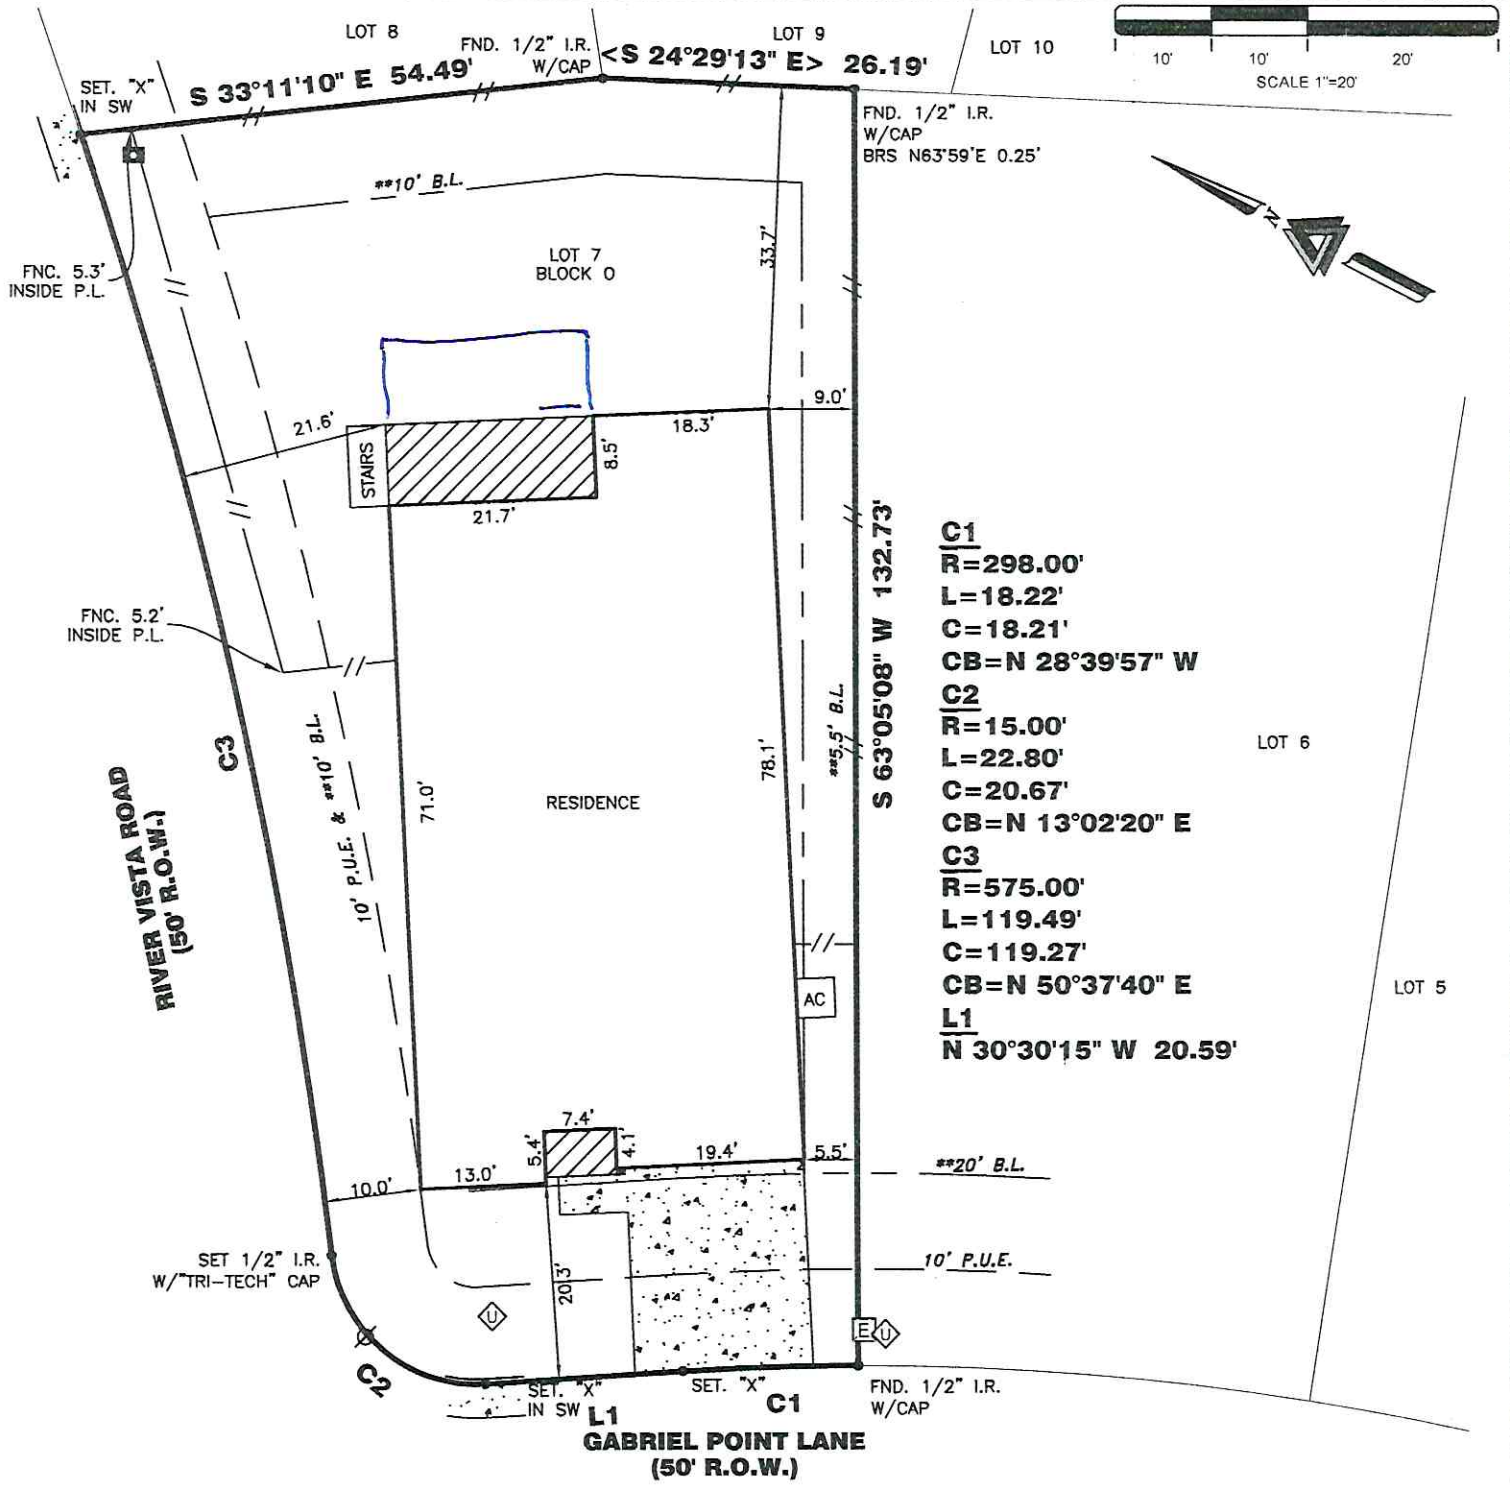 LOT 8
FND. 1/2" I.R.
W/CAP
LOT 9
<S 24°29'13" E> 26.19'
LOT 10
10' 10' 20'
SCALE 1"=20'
SET. "X"
IN SW
S 33°11'10" E 54.49'
FND. 1/2" I.R.
W/CAP
BRS N63°59'E 0.25'
**10' B.L.
N
FNC. 5.3'
INSIDE P.L.
LOT 7
BLOCK O
33.7'
9.0'
21.6'
18.3'
STAIRS
8.5'
21.7'
S 63°05'08" W 132.73'
C1
R=298.00'
L=18.22'
C=18.21'
CB=N 28°39'57" W
C2
R=15.00'
L=22.80'
C=20.67'
CB=N 13°02'20" E
C3
R=575.00'
L=119.49'
C=119.27'
CB=N 50°37'40" E
L1
N 30°30'15" W 20.59'
FNC. 5.2'
INSIDE P.L.
C3
10' P.U.E. & **10' B.L.
71.0'
RESIDENCE
78.1'
**5.5' B.L.
LOT 6
LOT 5
RIVER VISTA ROAD
(50' R.O.W.)
AC
7.4'
5.4'
4.1'
19.4'
5.5'
13.0'
10.0'
**20' B.L.
SET 1/2" I.R.
W/"TRI-TECH" CAP
20.3'
10' P.U.E.
U
E
U
C2
SET. "X"
IN SW
L1
SET. "X"
C1
FND. 1/2" I.R.
W/CAP
GABRIEL POINT LANE
(50' R.O.W.)